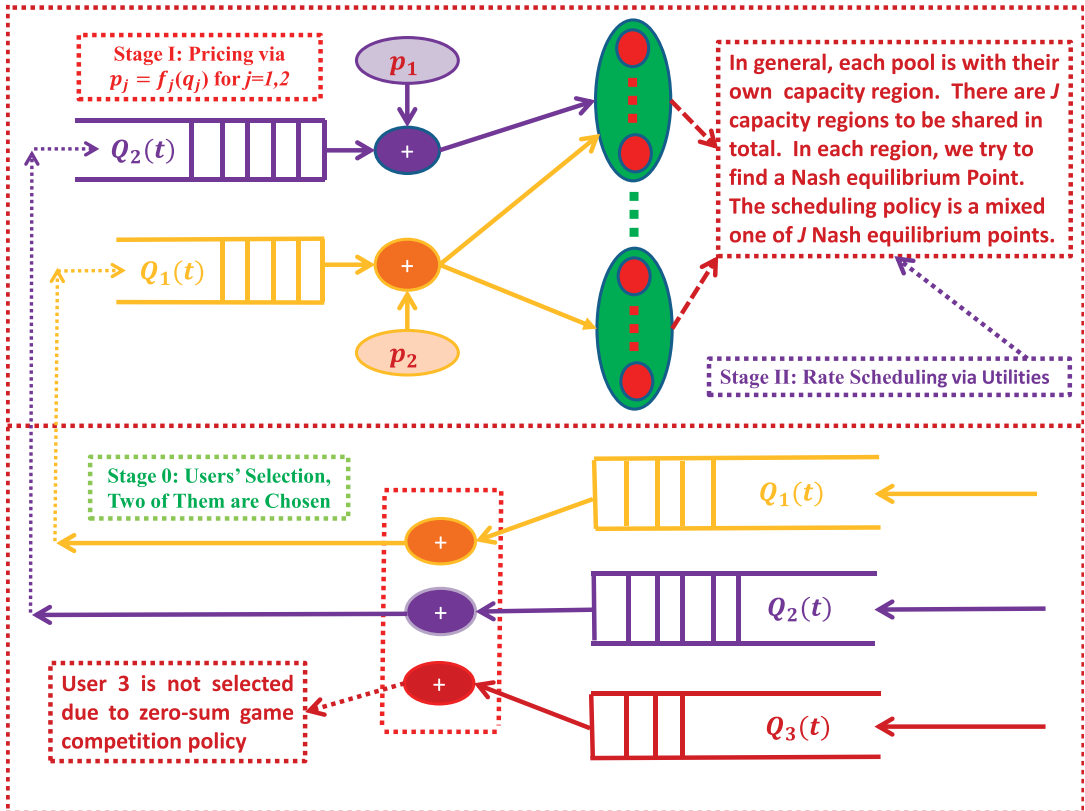 Stage I: Pricing via
p_j = f_j(q_j) for j=1,2
p_1
Q_2(t)
+
Q_1(t)
+
p_2
In general, each pool is with their
own capacity region. There are J
capacity regions to be shared in
total. In each region, we try to
find a Nash equilibrium Point.
The scheduling policy is a mixed
one of J Nash equilibrium points.
Stage II: Rate Scheduling via Utilities
Stage 0: Users' Selection,
Two of Them are Chosen
Q_1(t)
+
Q_2(t)
+
Q_3(t)
+
User 3 is not selected
due to zero-sum game
competition policy